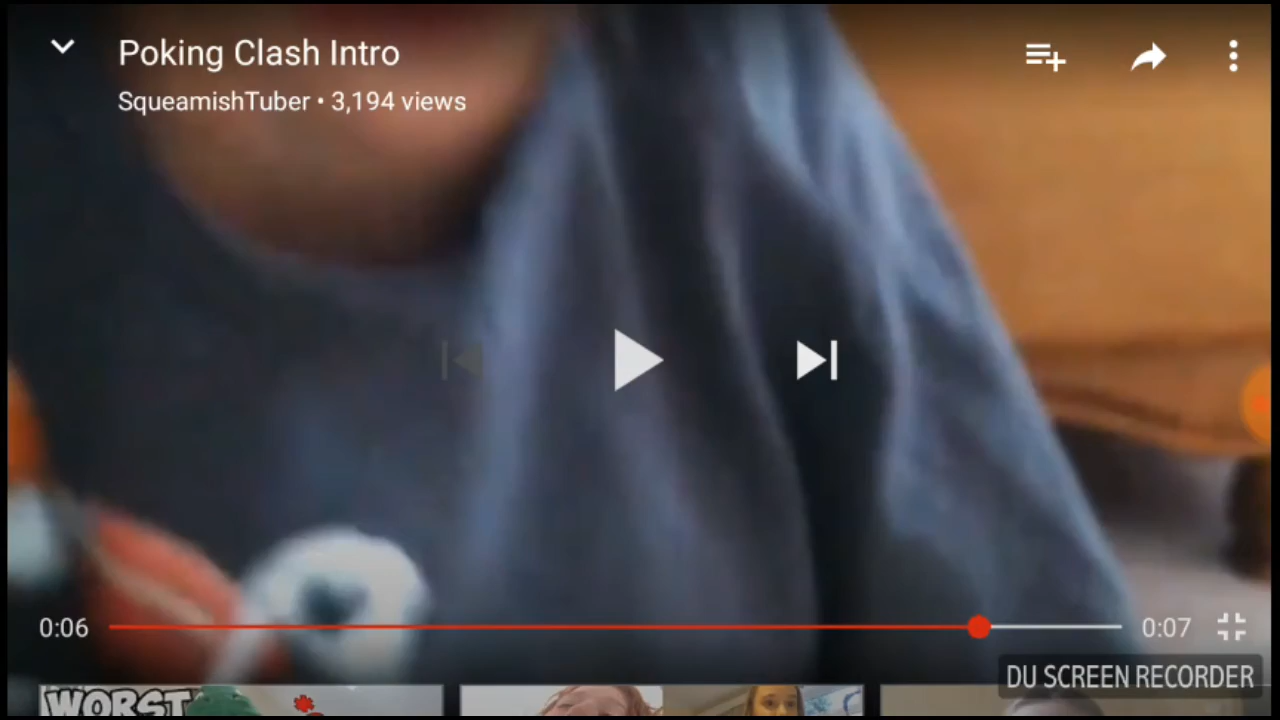 Poking Clash Intro
SqueamishTuber • 3,194 views
0:06
0:07
DU SCREEN RECORDER
WORST